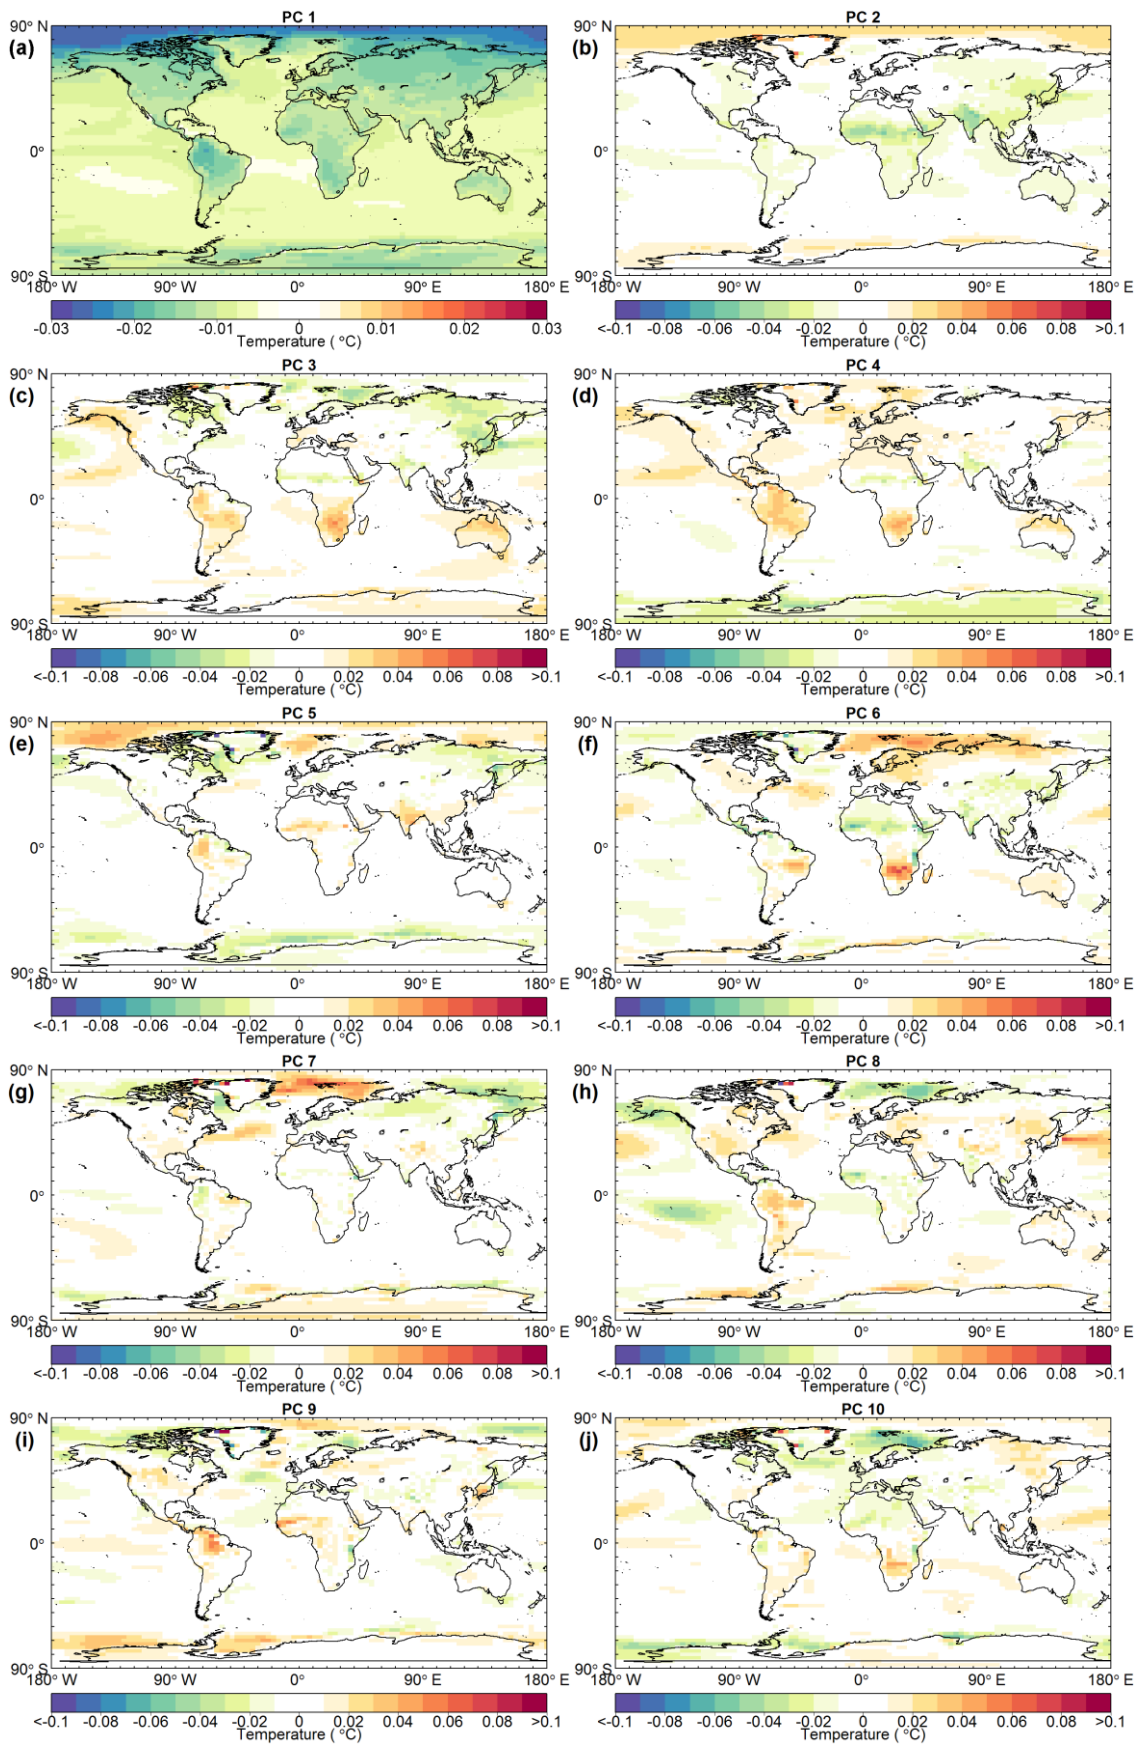 PC 1
(a)
90° N
0°
90° S
180° W 90° W 0° 90° E 180° E
-0.03 -0.02 -0.01 0 0.01 0.02 0.03
Temperature ( °C)
PC 2
(b)
90° N
0°
90° S
180° W 90° W 0° 90° E 180° E
<-0.1 -0.08 -0.06 -0.04 -0.02 0 0.02 0.04 0.06 0.08 >0.1
Temperature ( °C)
PC 3
(c)
90° N
0°
90° S
180° W 90° W 0° 90° E 180° E
<-0.1 -0.08 -0.06 -0.04 -0.02 0 0.02 0.04 0.06 0.08 >0.1
Temperature ( °C)
PC 4
(d)
90° N
0°
90° S
180° W 90° W 0° 90° E 180° E
<-0.1 -0.08 -0.06 -0.04 -0.02 0 0.02 0.04 0.06 0.08 >0.1
Temperature ( °C)
PC 5
(e)
90° N
0°
90° S
180° W 90° W 0° 90° E 180° E
<-0.1 -0.08 -0.06 -0.04 -0.02 0 0.02 0.04 0.06 0.08 >0.1
Temperature ( °C)
PC 6
(f)
90° N
0°
90° S
180° W 90° W 0° 90° E 180° E
<-0.1 -0.08 -0.06 -0.04 -0.02 0 0.02 0.04 0.06 0.08 >0.1
Temperature ( °C)
PC 7
(g)
90° N
0°
90° S
180° W 90° W 0° 90° E 180° E
<-0.1 -0.08 -0.06 -0.04 -0.02 0 0.02 0.04 0.06 0.08 >0.1
Temperature ( °C)
PC 8
(h)
90° N
0°
90° S
180° W 90° W 0° 90° E 180° E
<-0.1 -0.08 -0.06 -0.04 -0.02 0 0.02 0.04 0.06 0.08 >0.1
Temperature ( °C)
PC 9
(i)
90° N
0°
90° S
180° W 90° W 0° 90° E 180° E
<-0.1 -0.08 -0.06 -0.04 -0.02 0 0.02 0.04 0.06 0.08 >0.1
Temperature ( °C)
PC 10
(j)
90° N
0°
90° S
180° W 90° W 0° 90° E 180° E
<-0.1 -0.08 -0.06 -0.04 -0.02 0 0.02 0.04 0.06 0.08 >0.1
Temperature ( °C)